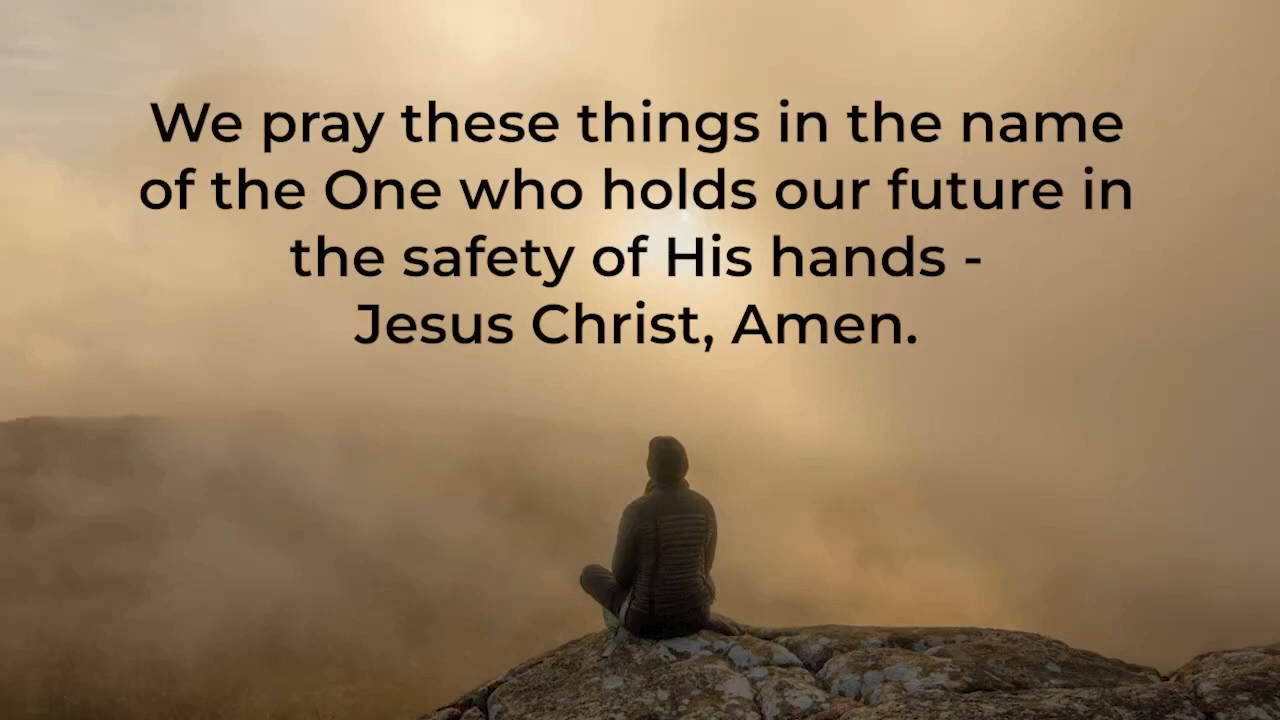 We pray these things in the name
of the One who holds our future in
the safety of His hands -
Jesus Christ, Amen.